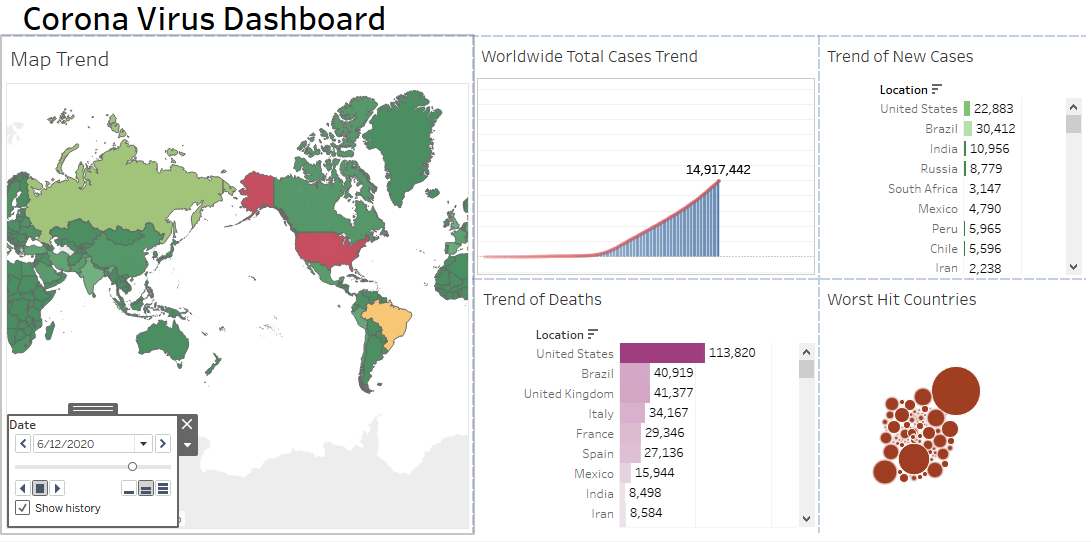 Corona Virus Dashboard
Map Trend
Date
6/12/2020
Show history
Worldwide Total Cases Trend
14,917,442
Trend of New Cases
Location
United States 22,883
Brazil 30,412
India 10,956
Russia 8,779
South Africa 3,147
Mexico 4,790
Peru 5,965
Chile 5,596
Iran 2,238
Trend of Deaths
Location
United States 113,820
Brazil 40,919
United Kingdom 41,377
Italy 34,167
France 29,346
Spain 27,136
Mexico 15,944
India 8,498
Iran 8,584
Worst Hit Countries